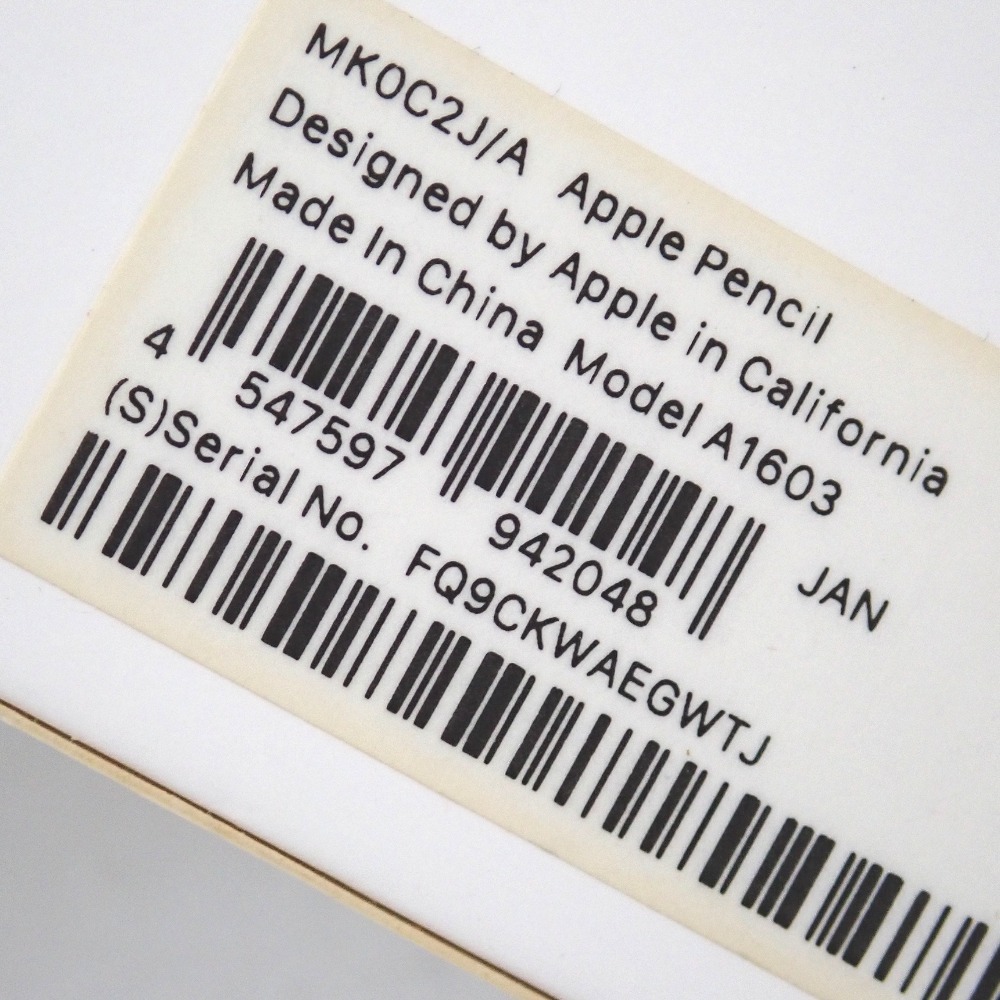 MK0C2J/A Apple Pencil
Designed by Apple in California
Made In China Model A1603
4 547597 942048 JAN
(S)Serial No. FQ9CKWAEGWTJ